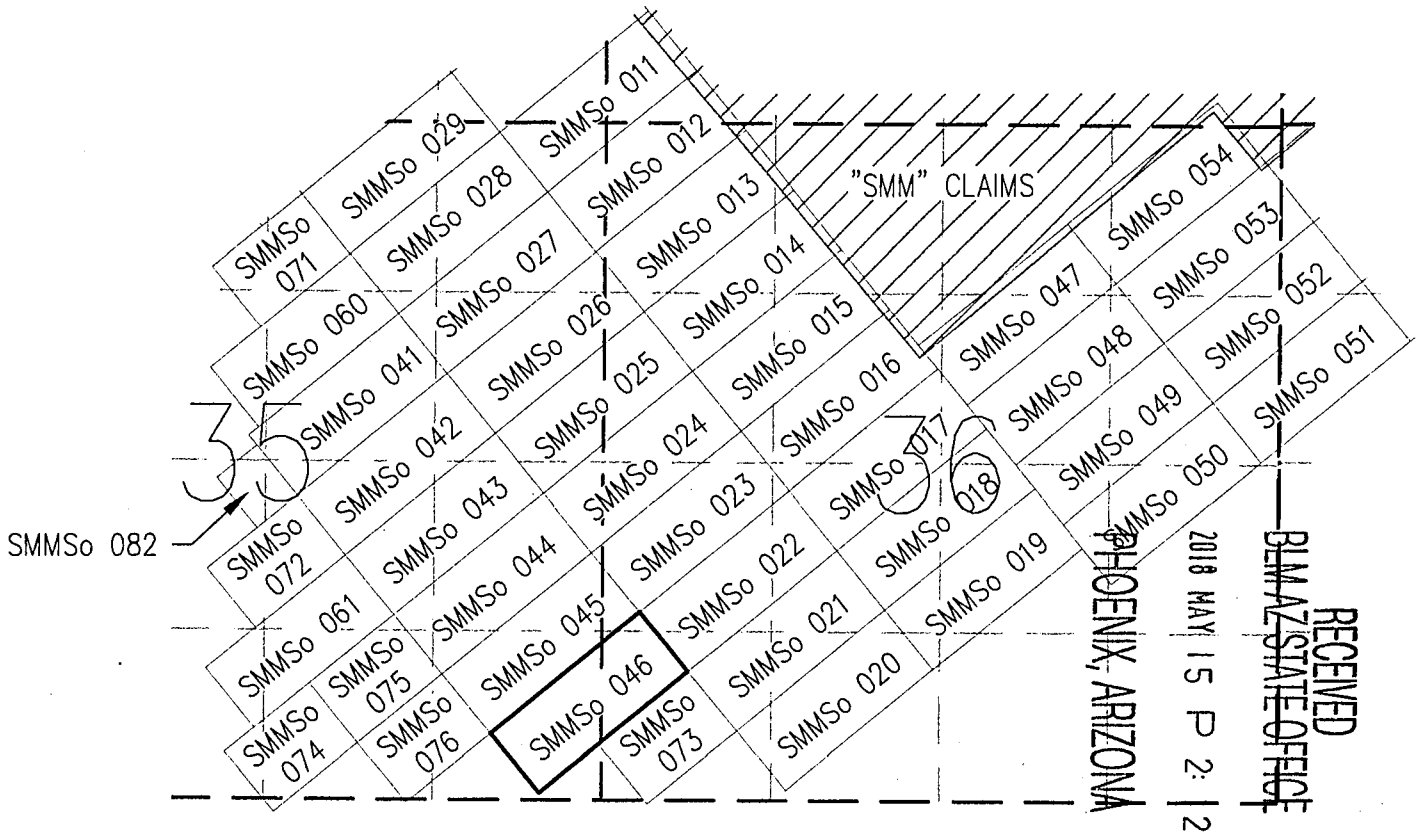 SMMSo 011
SMMSo 029
SMMSo 012
SMMSo 028
"SMM" CLAIMS
SMMSo 054
SMMSo 013
SMMSo 053
SMMSo
071
SMMSo 027
SMMSo 014
SMMSo 047
SMMSo 052
SMMSo 060
SMMSo 026
SMMSo 015
SMMSo 048
SMMSo 051
SMMSo 041
SMMSo 025
SMMSo 016
SMMSo 049
35
SMMSo 042
SMMSo 024
SMMSo 017
36
SMMSo 018
SMMSo 050
SMMSo 082
SMMSo
072
SMMSo 043
SMMSo 023
SMMSo 019
SMMSo 044
SMMSo 022
SMMSo 061
SMMSo 045
SMMSo 021
SMMSo
075
SMMSo 046
SMMSo 020
SMMSo
074
SMMSo
076
SMMSo
073
RECEIVED
BLM AZ STATE OFFICE
2018 MAY 15 P 2: 12
PHOENIX, ARIZONA